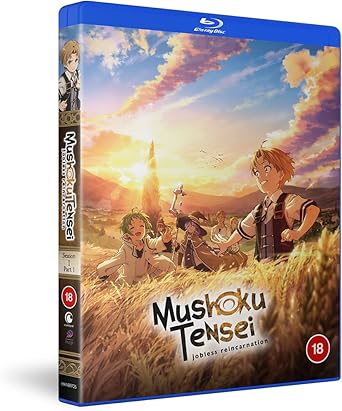 Blu-ray Disc
MUSHOKU
TENSEI
jobless reincarnation
18
MUSHOKU
TENSEI
jobless reincarnation
Season
1
Part 1
18